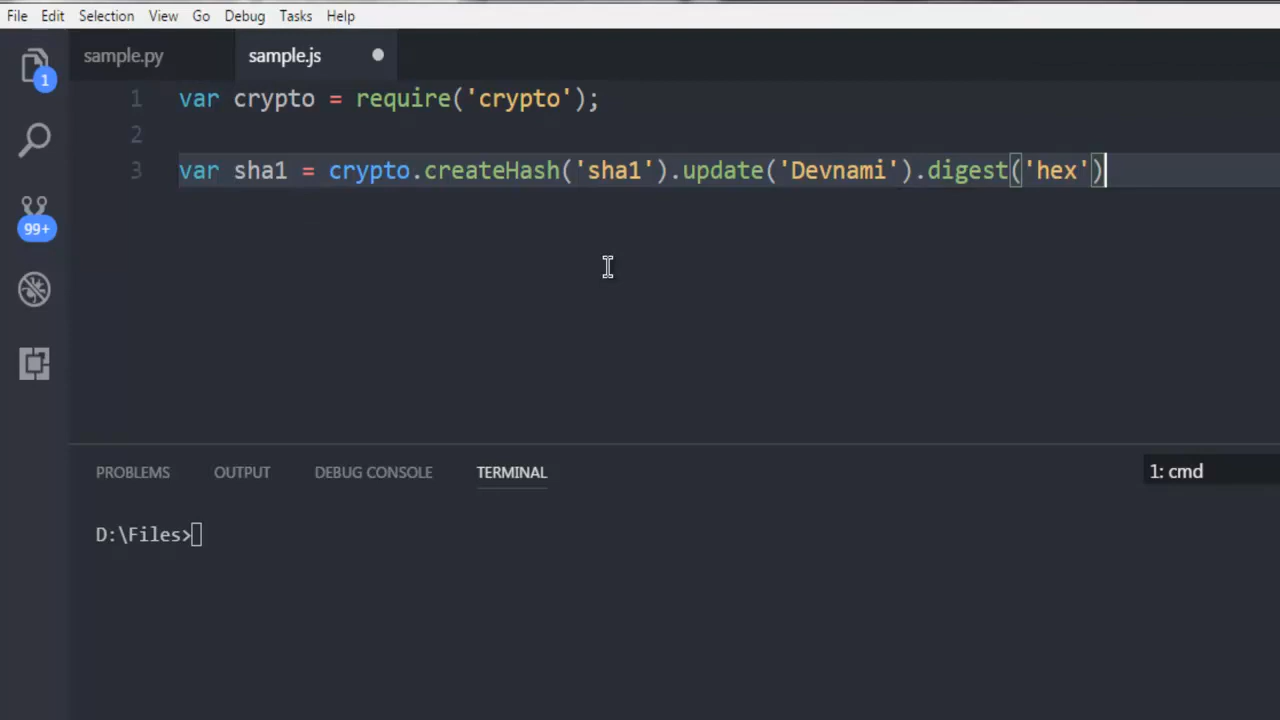 File Edit Selection View Go Debug Tasks Help
sample.py sample.js
1
1 var crypto = require('crypto');
2
3 var sha1 = crypto.createHash('sha1').update('Devnami').digest('hex')
99+
PROBLEMS OUTPUT DEBUG CONSOLE TERMINAL 1: cmd
D:\Files>